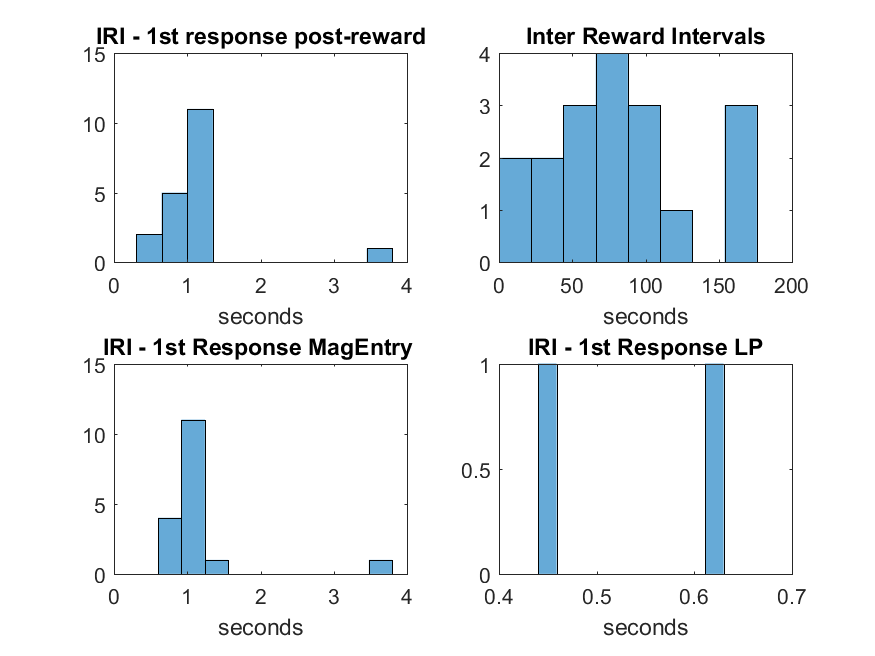 IRI - 1st response post-reward
15
10
5
0
0 1 2 3 4
seconds
Inter Reward Intervals
4
3
2
1
0
0 50 100 150 200
seconds
IRI - 1st Response MagEntry
15
10
5
0
0 1 2 3 4
seconds
IRI - 1st Response LP
1
0.5
0
0.4 0.5 0.6 0.7
seconds